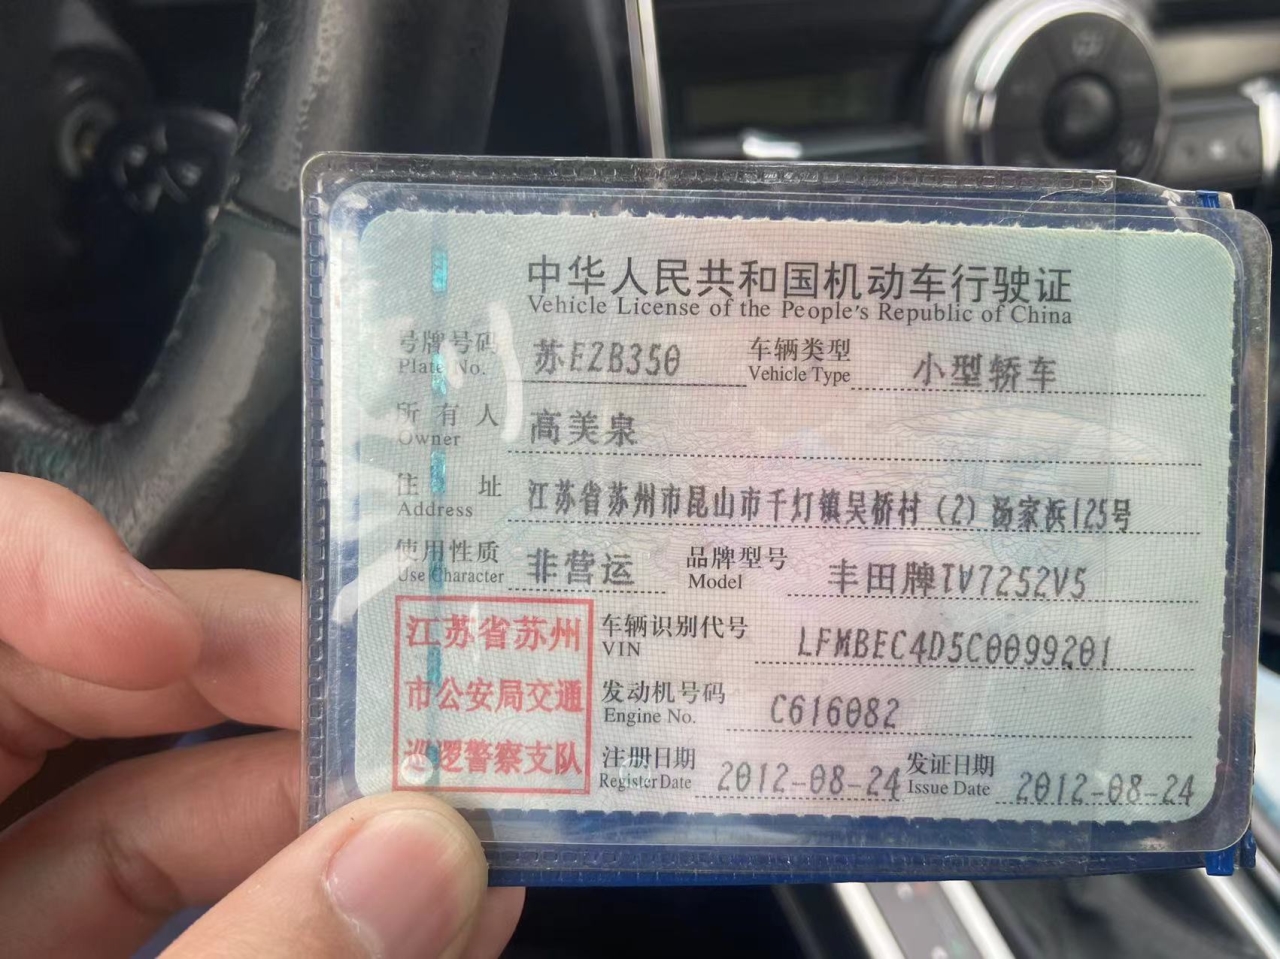 中华人民共和国机动车行驶证
Vehicle License of the People's Republic of China
号牌号码 苏EZB350 车辆类型 小型轿车
Plate No. Vehicle Type
所有人 高美泉
Owner
住址 江苏省苏州市昆山市千灯镇吴桥村(2)汤家浜125号
Address
使用性质 非营运 品牌型号 丰田牌TV7252V5
Use Character Model
江苏省苏州
市公安局交通
巡逻警察支队
车辆识别代号 LFMBEC4D5C0099201
VIN
发动机号码 C616082
Engine No.
注册日期 2012-08-24 发证日期 2012-08-24
Register Date Issue Date